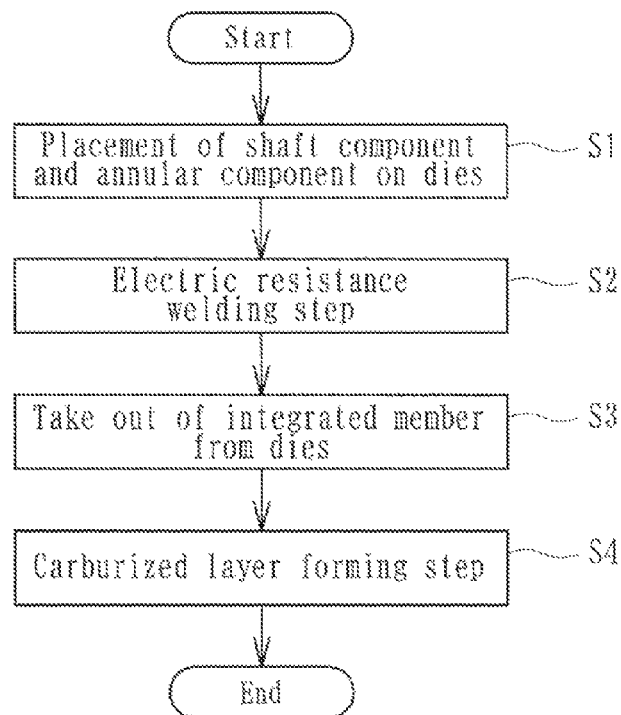 Start
Placement of shaft component
and annular component on dies
S1
Electric resistance
welding step
S2
Take out of integrated member
from dies
S3
Carburized layer forming step
S4
End